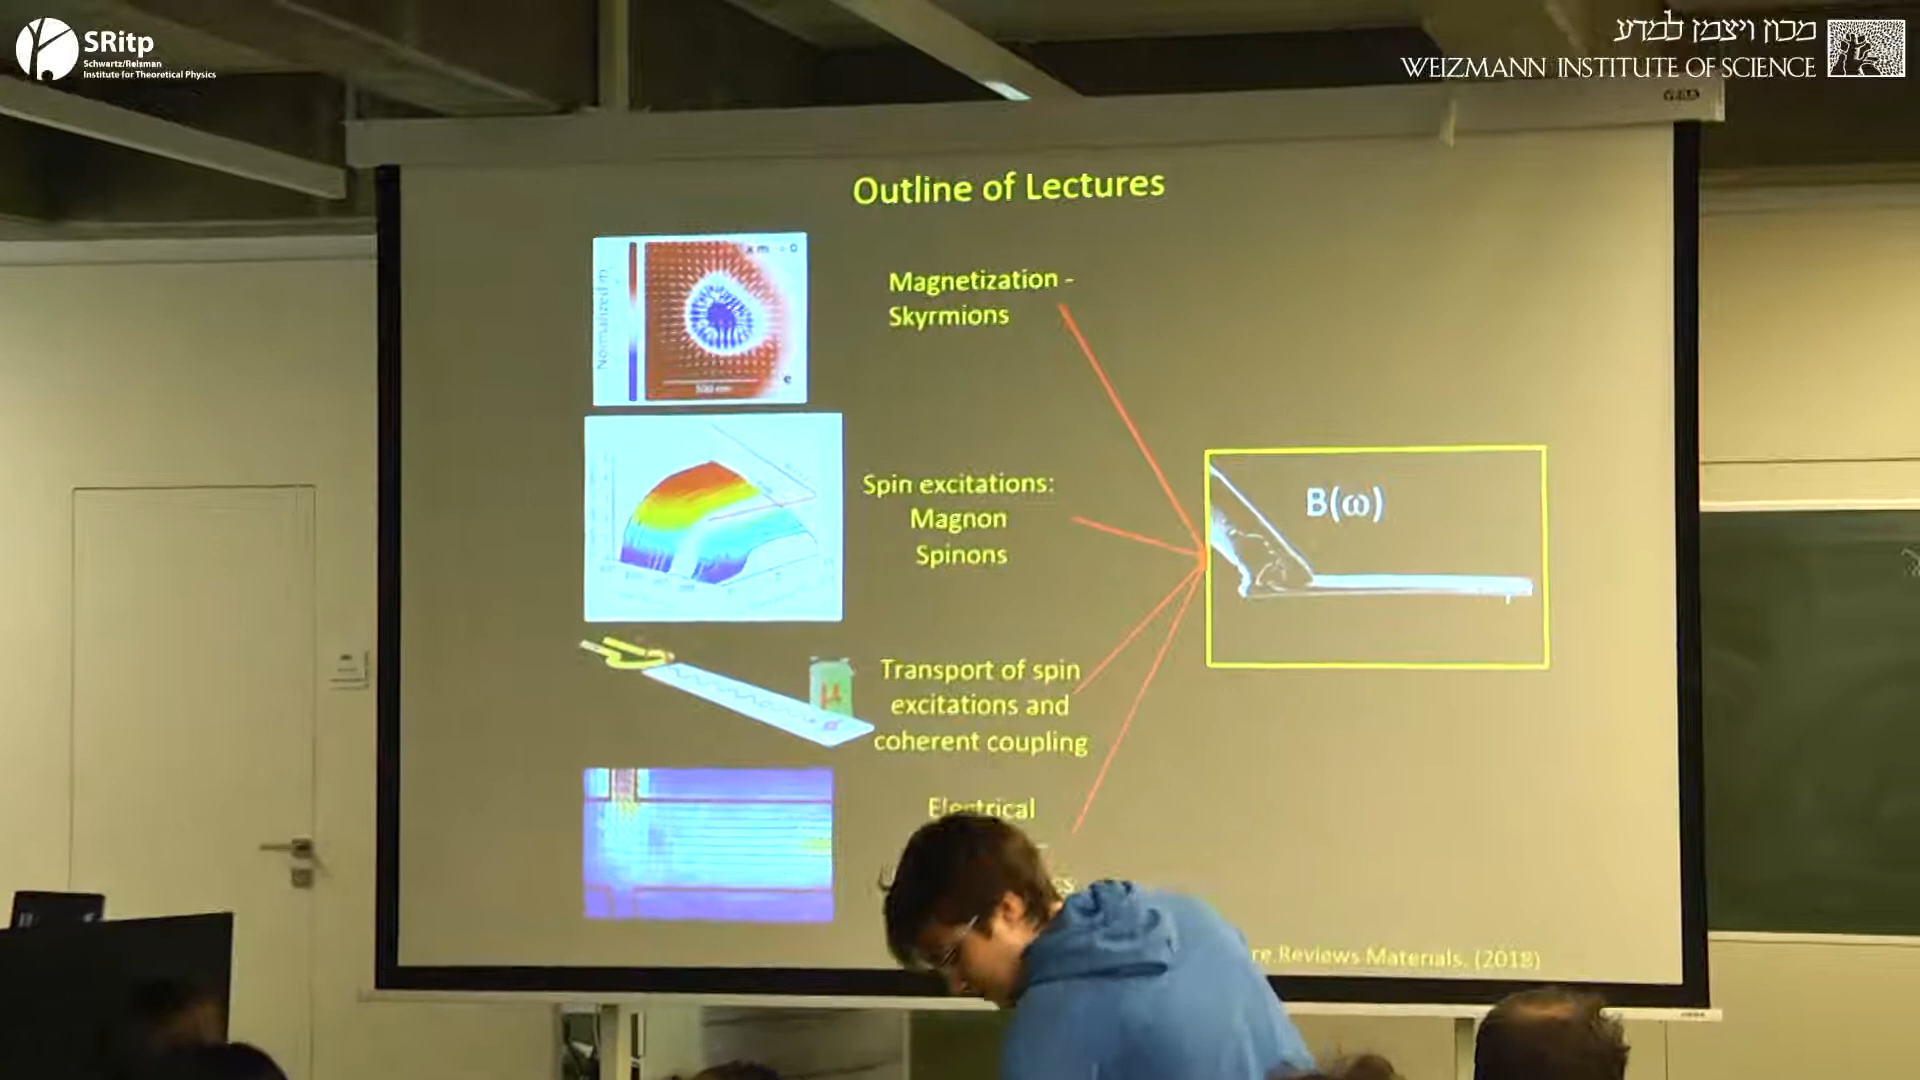 SRitp
Schwartz/Reisman
Institute for Theoretical Physics
מכון ויצמן למדע
WEIZMANN INSTITUTE OF SCIENCE
Outline of Lectures
Magnetization -
Skyrmions
Spin excitations:
Magnon
Spinons
B(ω)
Transport of spin
excitations and
coherent coupling
μ
Electrical
re Reviews Materials. (2018)